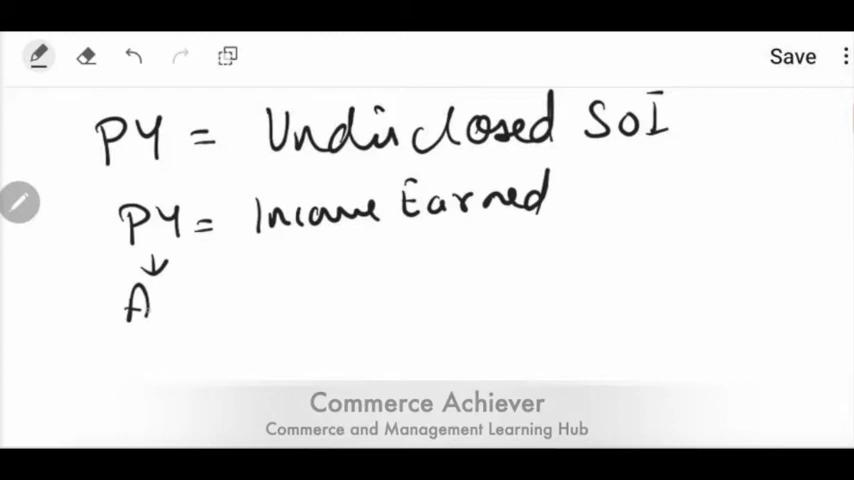 Save
PY = Undisclosed SOI
PY = Income Earned
↓
A
Commerce Achiever
Commerce and Management Learning Hub